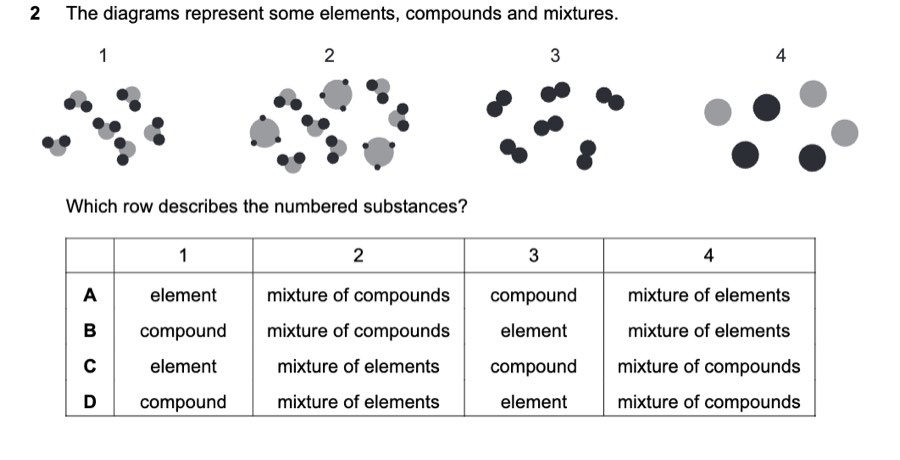 2 The diagrams represent some elements, compounds and mixtures.
1 2 3 4
Which row describes the numbered substances?
1 2 3 4
A element mixture of compounds compound mixture of elements
B compound mixture of compounds element mixture of elements
C element mixture of elements compound mixture of compounds
D compound mixture of elements element mixture of compounds